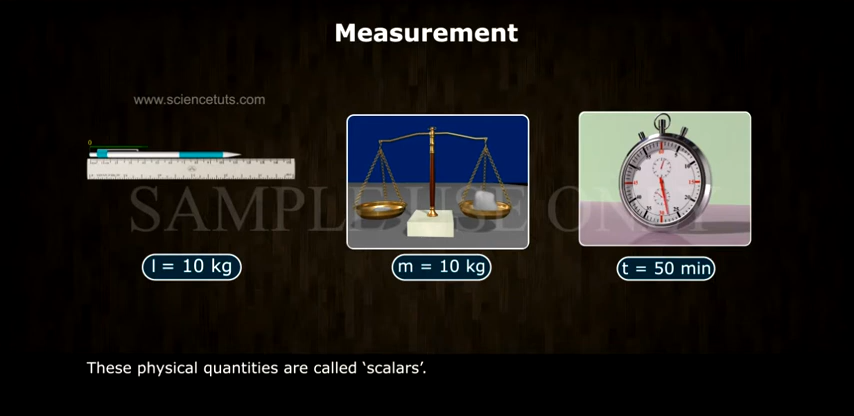 Measurement
www.sciencetuts.com
SAMPLE USE ONLY
l = 10 kg
m = 10 kg
t = 50 min
These physical quantities are called ‘scalars’.